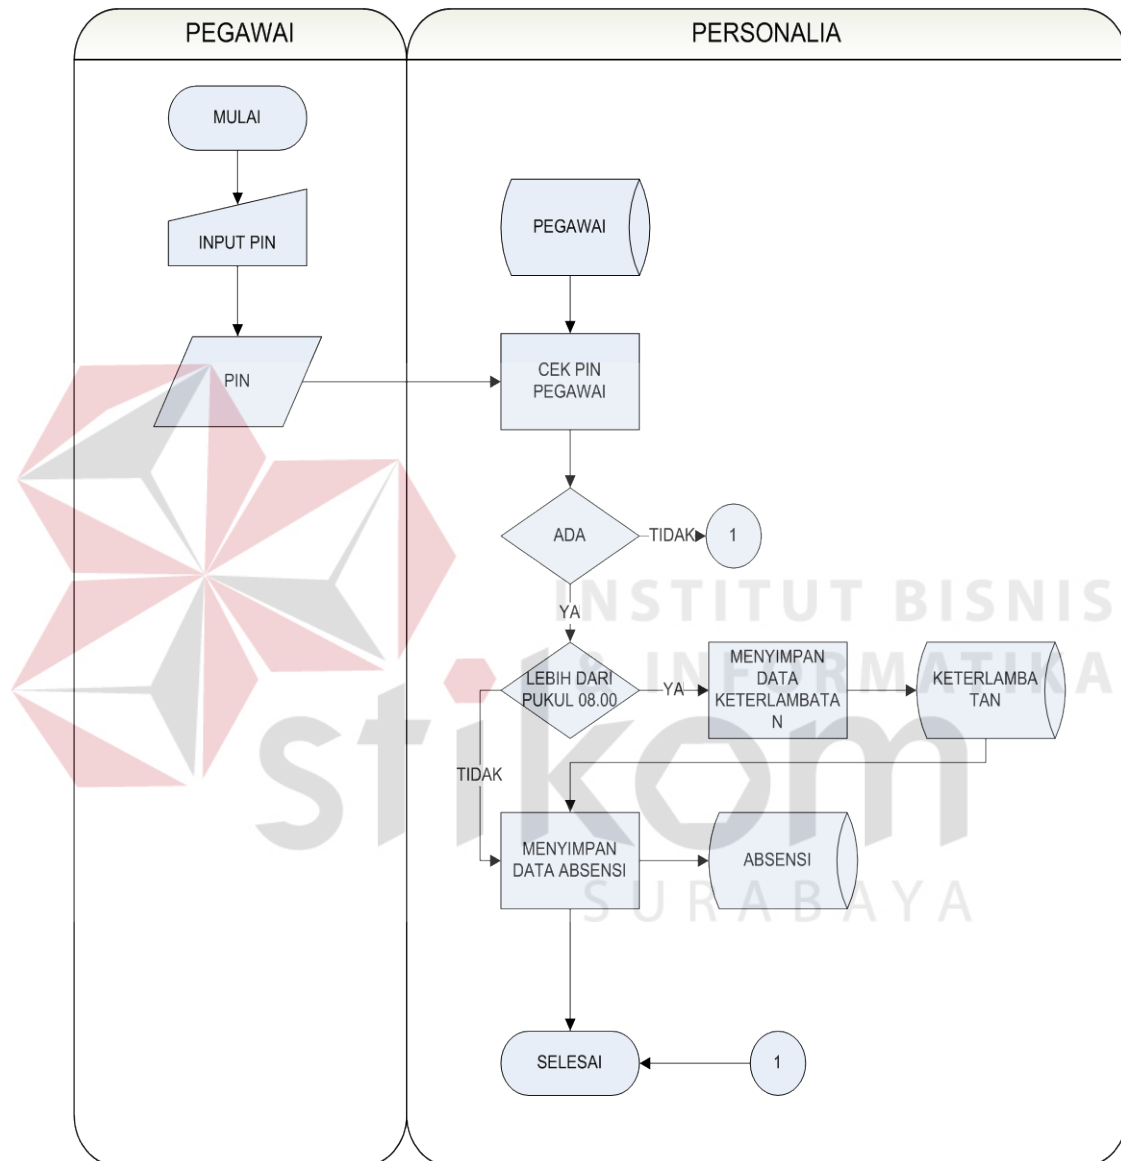 PEGAWAI
PERSONALIA
MULAI
INPUT PIN
PIN
PEGAWAI
CEK PIN
PEGAWAI
ADA
TIDAK
1
YA
LEBIH DARI
PUKUL 08.00
YA
MENYIMPAN
DATA
KETERLAMBATA
N
KETERLAMBA
TAN
TIDAK
MENYIMPAN
DATA ABSENSI
ABSENSI
SELESAI
1
INSTITUT BISNIS
& INFORMATIKA
stikom
SURABAYA